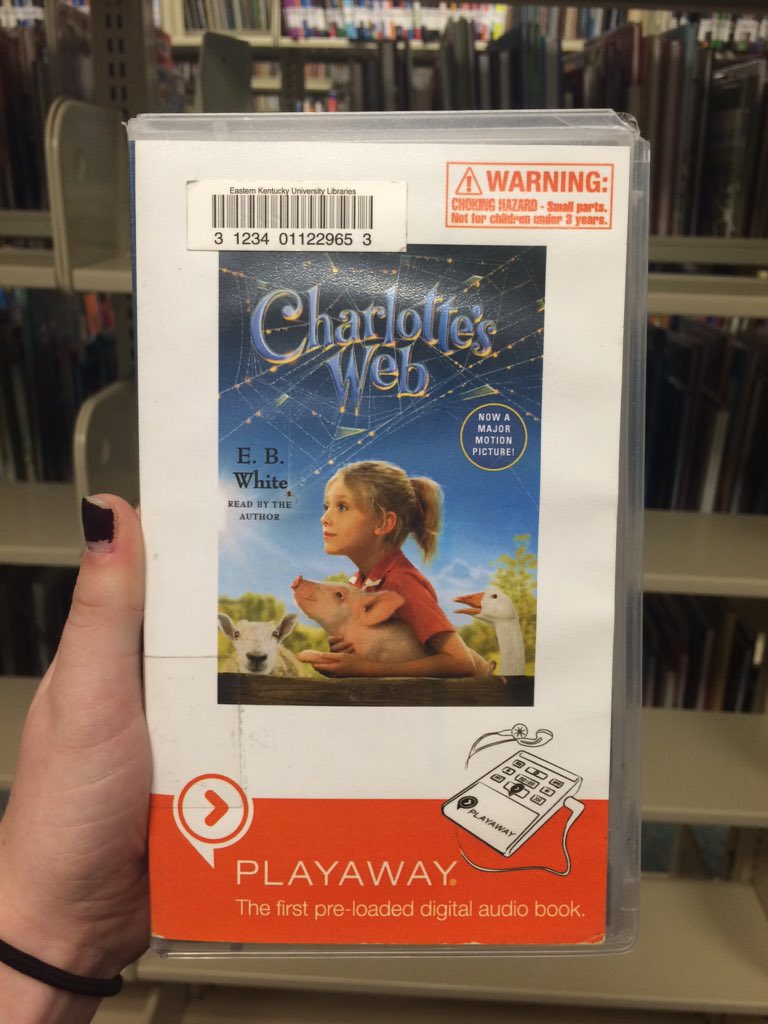 Eastern Kentucky University Libraries
3 1234 01122965 3
WARNING:
CHOKING HAZARD - Small parts.
Not for children under 3 years.
Charlotte's
Web
NOW A
MAJOR
MOTION
PICTURE!
E. B.
White
READ BY THE
AUTHOR
PLAYAWAY
PLAYAWAY®
The first pre-loaded digital audio book.